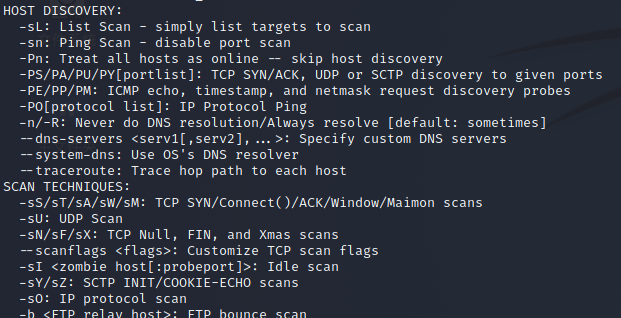 HOST DISCOVERY:
  -sL: List Scan - simply list targets to scan
  -sn: Ping Scan - disable port scan
  -Pn: Treat all hosts as online -- skip host discovery
  -PS/PA/PU/PY[portlist]: TCP SYN/ACK, UDP or SCTP discovery to given ports
  -PE/PP/PM: ICMP echo, timestamp, and netmask request discovery probes
  -PO[protocol list]: IP Protocol Ping
  -n/-R: Never do DNS resolution/Always resolve [default: sometimes]
  --dns-servers <serv1[,serv2],...>: Specify custom DNS servers
  --system-dns: Use OS's DNS resolver
  --traceroute: Trace hop path to each host
SCAN TECHNIQUES:
  -sS/sT/sA/sW/sM: TCP SYN/Connect()/ACK/Window/Maimon scans
  -sU: UDP Scan
  -sN/sF/sX: TCP Null, FIN, and Xmas scans
  --scanflags <flags>: Customize TCP scan flags
  -sI <zombie host[:probeport]>: Idle scan
  -sY/sZ: SCTP INIT/COOKIE-ECHO scans
  -sO: IP protocol scan
  -b <FTP relay host>: FTP bounce scan